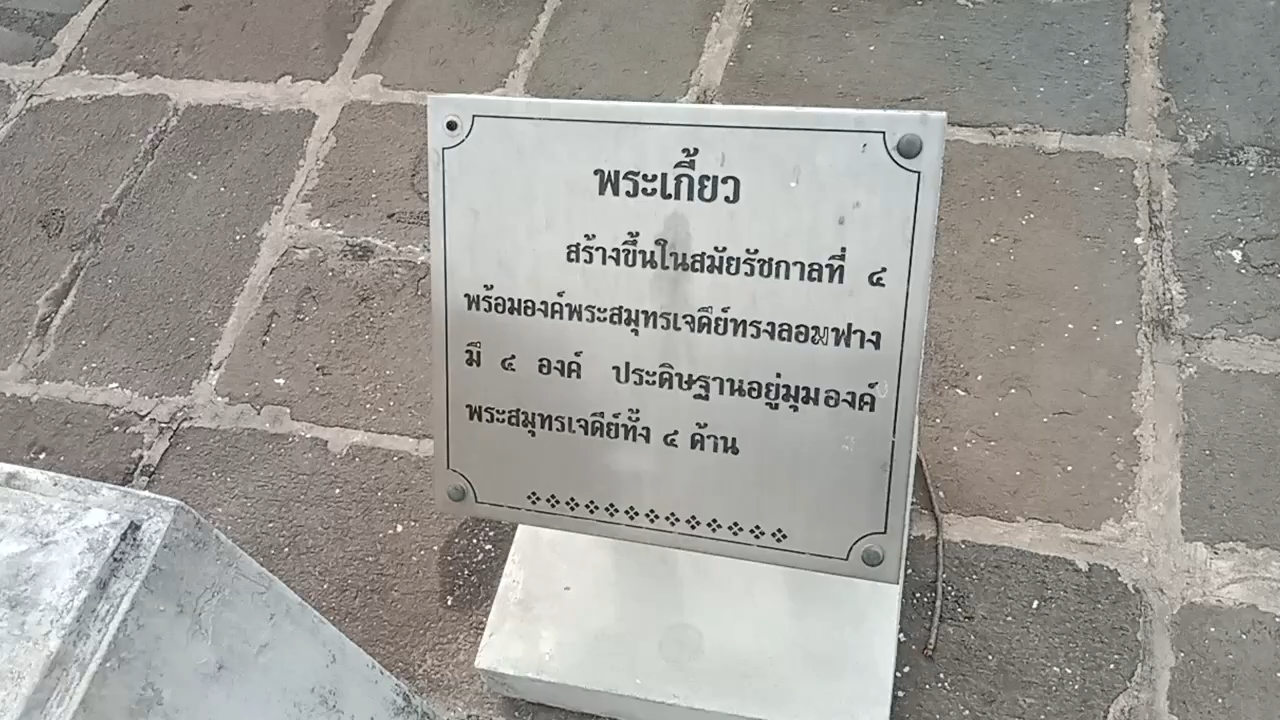 พระเกี้ยว
สร้างขึ้นในสมัยรัชกาลที่ ๔
พร้อมองค์พระสมุทรเจดีย์ทรงลอมฟาง
มี ๔ องค์ ประดิษฐานอยู่มุมองค์
พระสมุทรเจดีย์ทั้ง ๔ ด้าน